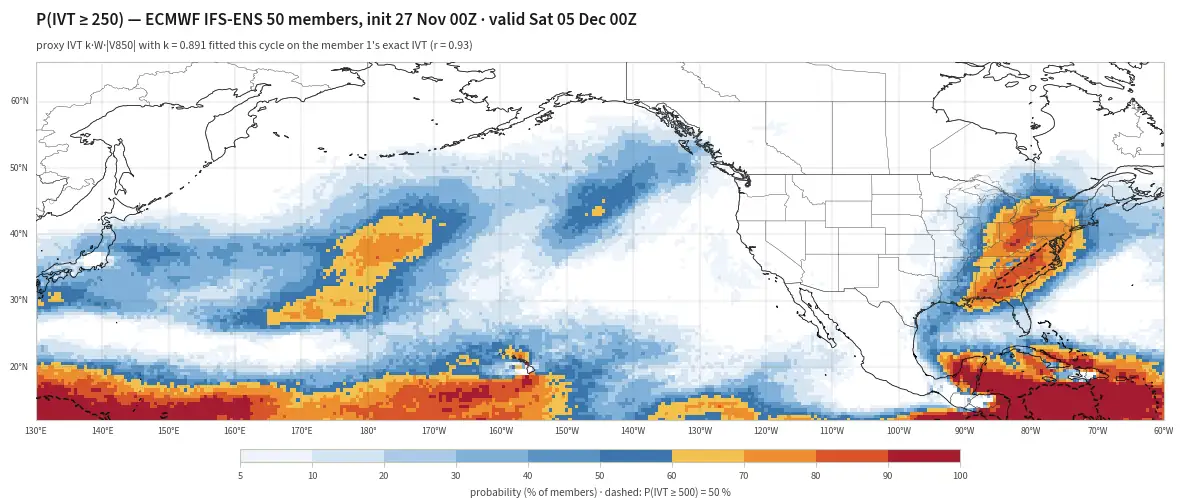 P(IVT ≥ 250) — ECMWF IFS-ENS 50 members, init 27 Nov 00Z · valid Sat 05 Dec 00Z
proxy IVT k·W·|V850| with k = 0.891 fitted this cycle on the member 1's exact IVT (r = 0.93)
60°N
50°N
40°N
30°N
20°N
130°E 140°E 150°E 160°E 170°E 180° 170°W 160°W 150°W 140°W 130°W 120°W 110°W 100°W 90°W 80°W 70°W 60°W
5 10 20 30 40 50 60 70 80 90 100
probability (% of members) · dashed: P(IVT ≥ 500) = 50 %